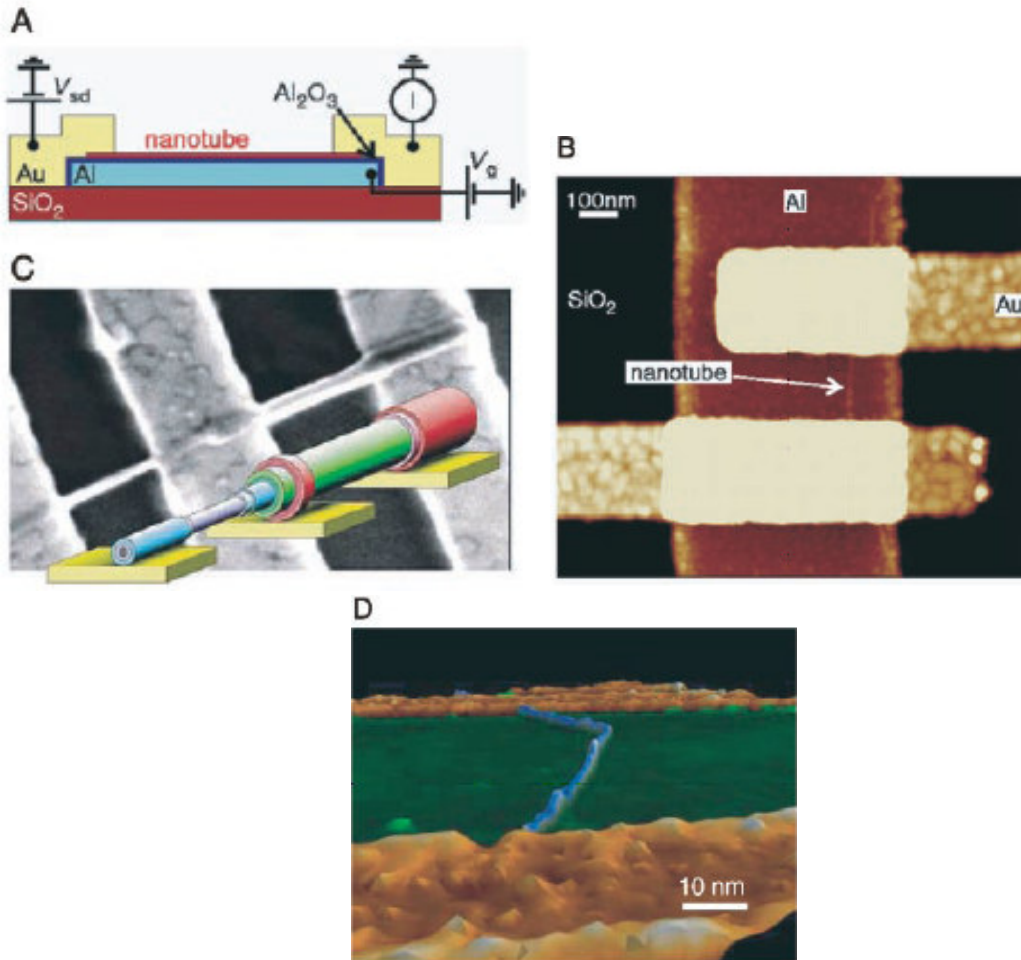 A
V_sd
Al₂O₃
I
nanotube
Au
Al
V_g
SiO₂
B
100nm
Al
SiO₂
Au
nanotube
C
D
10 nm